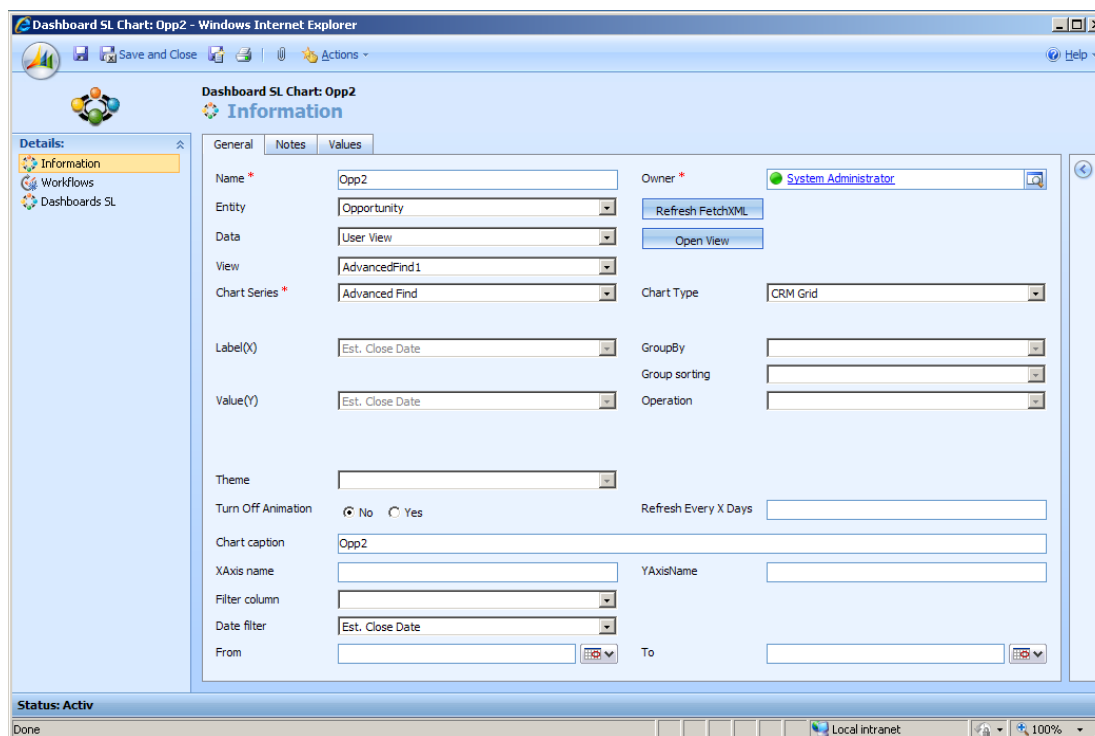 Dashboard SL Chart: Opp2 - Windows Internet Explorer
Save and Close Actions Help
Dashboard SL Chart: Opp2
Information
Details:
Information
Workflows
Dashboards SL
General Notes Values
Name * Opp2 Owner * System Administrator
Entity Opportunity Refresh FetchXML
Data User View Open View
View AdvancedFind1
Chart Series * Advanced Find Chart Type CRM Grid
Label(X) Est. Close Date GroupBy
Group sorting
Value(Y) Est. Close Date Operation
Theme
Turn Off Animation No Yes Refresh Every X Days
Chart caption Opp2
XAxis name YAxisName
Filter column
Date filter Est. Close Date
From To
Status: Activ
Done Local intranet 100%